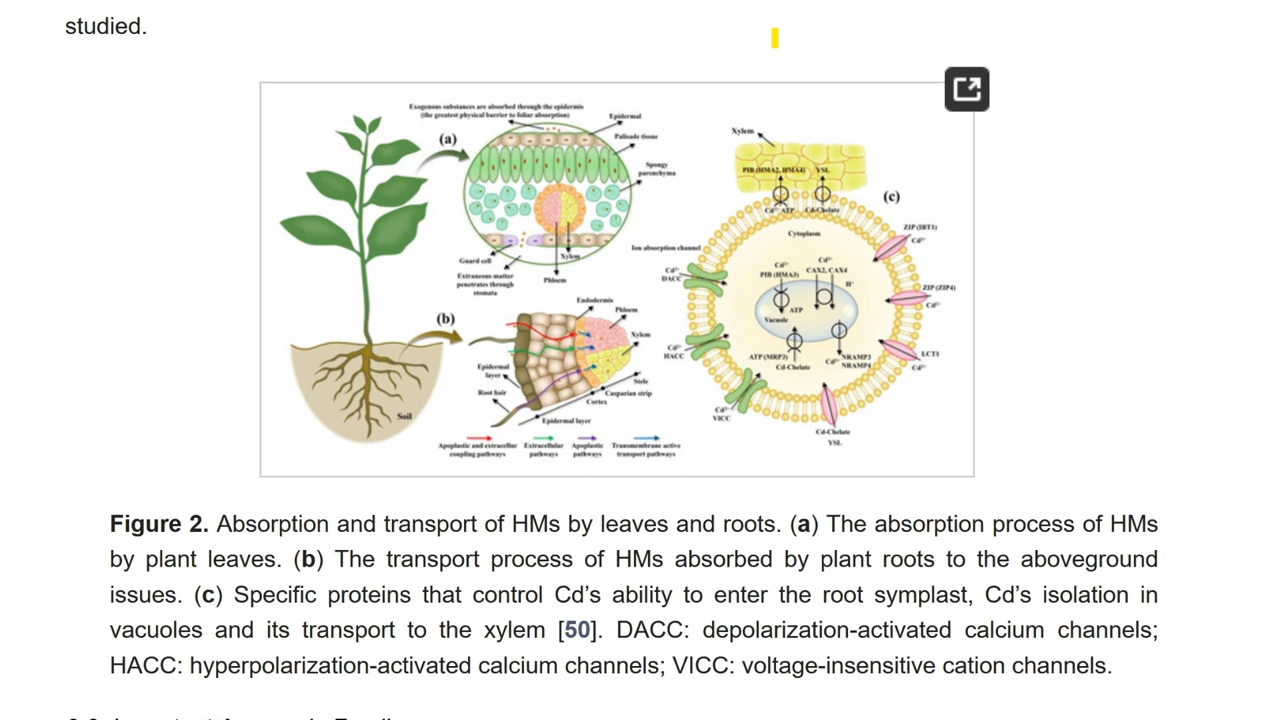 studied.
Exogenous substances are absorbed through the epidermis
(the greatest physical barrier to foliar absorption)
(a)
Epidermal
Palisade tissue
Spongy
parenchyma
Guard cell
Xylem
Extraneous matter
penetrates through
stomata
Phloem
(b)
Endodermis
Phloem
Xylem
Epidermal
layer
Root hair
Stele
Casparian strip
Cortex
Epidermal layer
Soil
Apoplastic and extracellur
coupling pathways
Extracellular
pathways
Apoplastic
pathways
Transmembrane active
transport pathways
Xylem
PIB (HMA2, HMA4) YSL
(c)
Cd²⁺ ATP Cd-Chelate
Cytoplasm
ZIP (IRT1)
Cd²⁺
Ion absorption channel
Cd²⁺
DACC
Cd²⁺
PIB (HMA3)
Cd²⁺
CAX2, CAX4
H⁺
ZIP (ZIP4)
Cd²⁺
ATP
Vacuole
Cd²⁺
HACC
ATP (MRP3)
Cd-Chelate
Cd²⁺
NRAMP3
NRAMP4
LCT1
Cd²⁺
Cd²⁺
VICC
Cd-Chelate
YSL
Figure 2. Absorption and transport of HMs by leaves and roots. (a) The absorption process of HMs
by plant leaves. (b) The transport process of HMs absorbed by plant roots to the aboveground
issues. (c) Specific proteins that control Cd’s ability to enter the root symplast, Cd’s isolation in
vacuoles and its transport to the xylem [50]. DACC: depolarization-activated calcium channels;
HACC: hyperpolarization-activated calcium channels; VICC: voltage-insensitive cation channels.